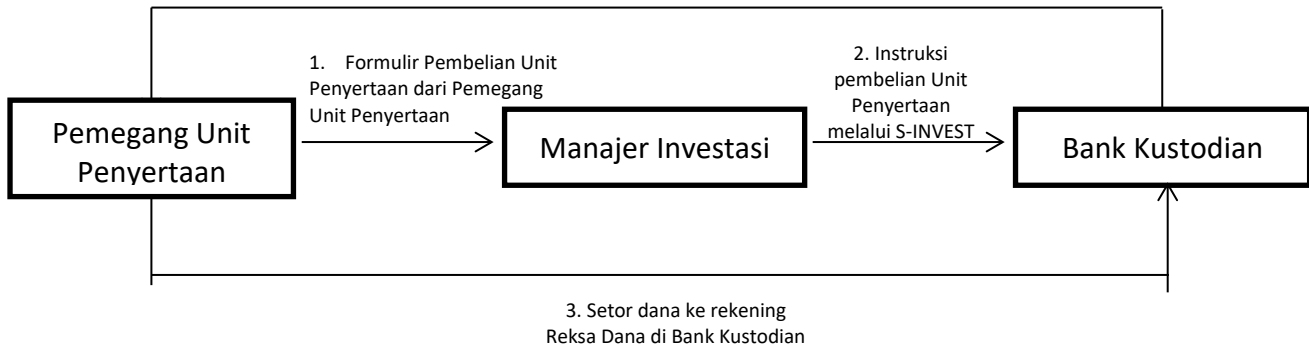 1. Formulir Pembelian Unit
Penyertaan dari Pemegang
Unit Penyertaan
2. Instruksi
pembelian Unit
Penyertaan
melalui S-INVEST
Pemegang Unit
Penyertaan
Manajer Investasi
Bank Kustodian
3. Setor dana ke rekening
Reksa Dana di Bank Kustodian